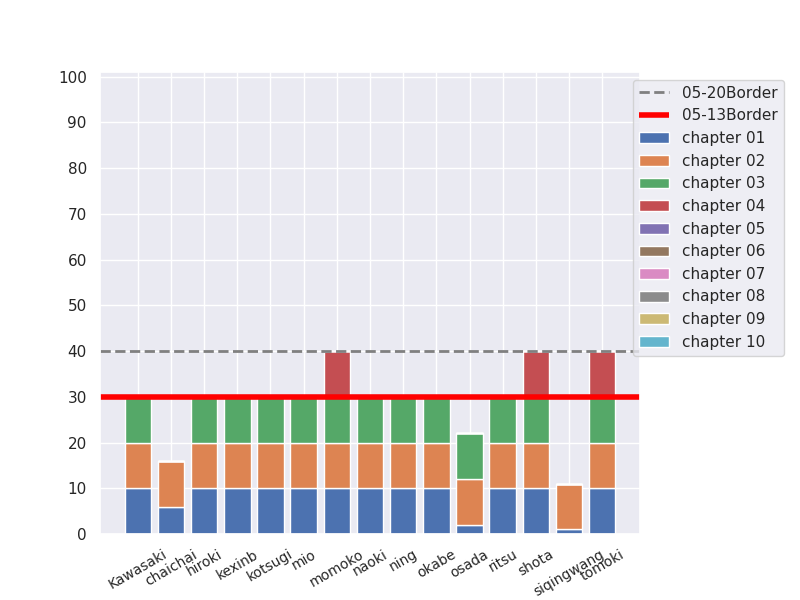 100
90
80
70
60
50
40
30
20
10
0
Kawasaki
chaichai
hiroki
kexinb
kotsugi
mio
momoko
naoki
ning
okabe
osada
ritsu
shota
siqingwang
tomoki
05-20Border
05-13Border
chapter 01
chapter 02
chapter 03
chapter 04
chapter 05
chapter 06
chapter 07
chapter 08
chapter 09
chapter 10